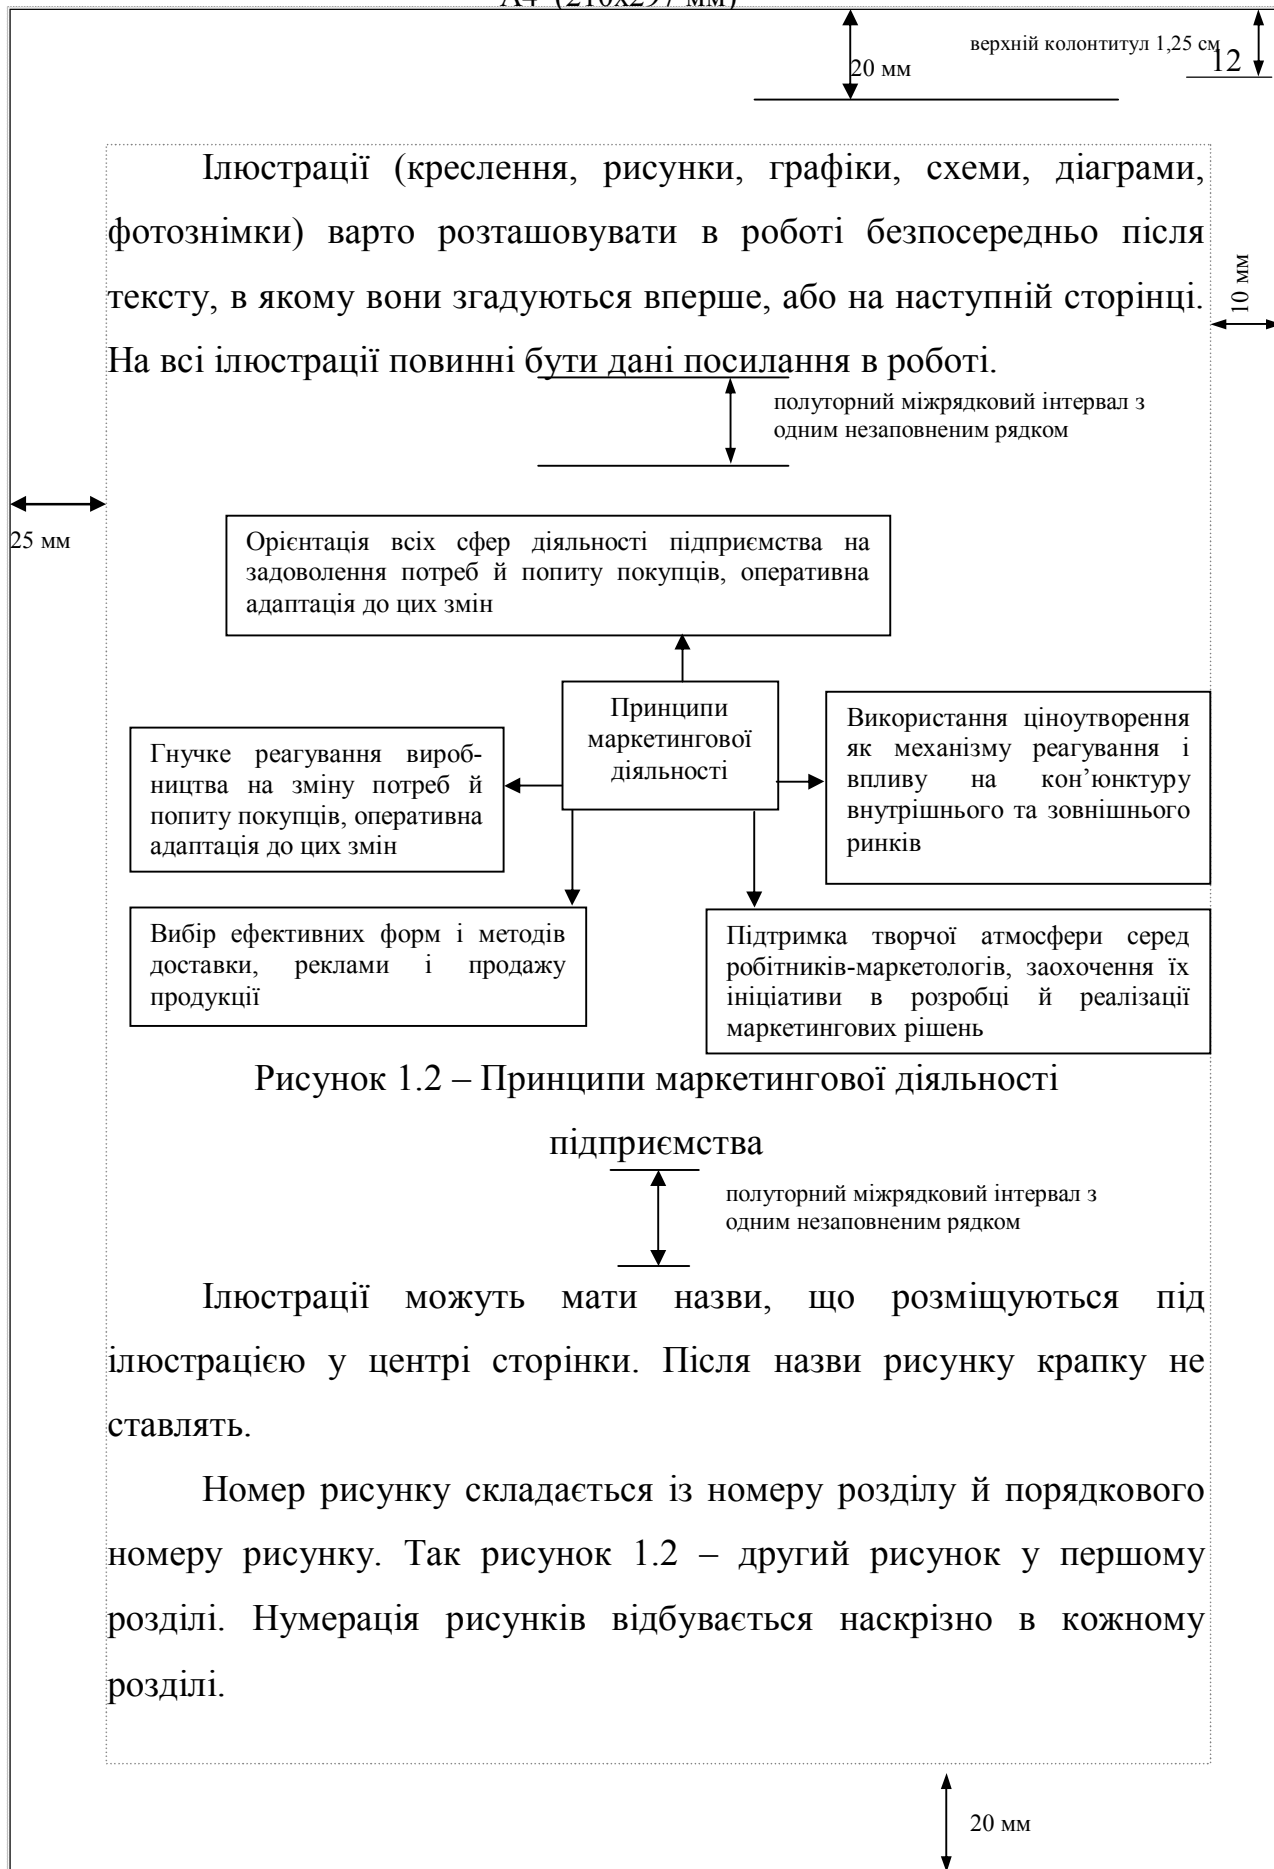 А4 (210х297 мм)
верхній колонтитул 1,25 см
12
20 мм
Ілюстрації (креслення, рисунки, графіки, схеми, діаграми,
фотознімки) варто розташовувати в роботі безпосередньо після
тексту, в якому вони згадуються вперше, або на наступній сторінці.
На всі ілюстрації повинні бути дані посилання в роботі.
10 мм
полуторний міжрядковий інтервал з
одним незаповненим рядком
25 мм
Орієнтація всіх сфер діяльності підприємства на
задоволення потреб й попиту покупців, оперативна
адаптація до цих змін
Принципи
маркетингової
діяльності
Гнучке реагування вироб-
ництва на зміну потреб й
попиту покупців, оперативна
адаптація до цих змін
Використання ціноутворення
як механізму реагування і
впливу на кон’юнктуру
внутрішнього та зовнішнього
ринків
Вибір ефективних форм і методів
доставки, реклами і продажу
продукції
Підтримка творчої атмосфери серед
робітників-маркетологів, заохочення їх
ініціативи в розробці й реалізації
маркетингових рішень
Рисунок 1.2 – Принципи маркетингової діяльності
підприємства
полуторний міжрядковий інтервал з
одним незаповненим рядком
Ілюстрації можуть мати назви, що розміщуються під
ілюстрацією у центрі сторінки. Після назви рисунку крапку не
ставлять.
Номер рисунку складається із номеру розділу й порядкового
номеру рисунку. Так рисунок 1.2 – другий рисунок у першому
розділі. Нумерація рисунків відбувається наскрізно в кожному
розділі.
20 мм